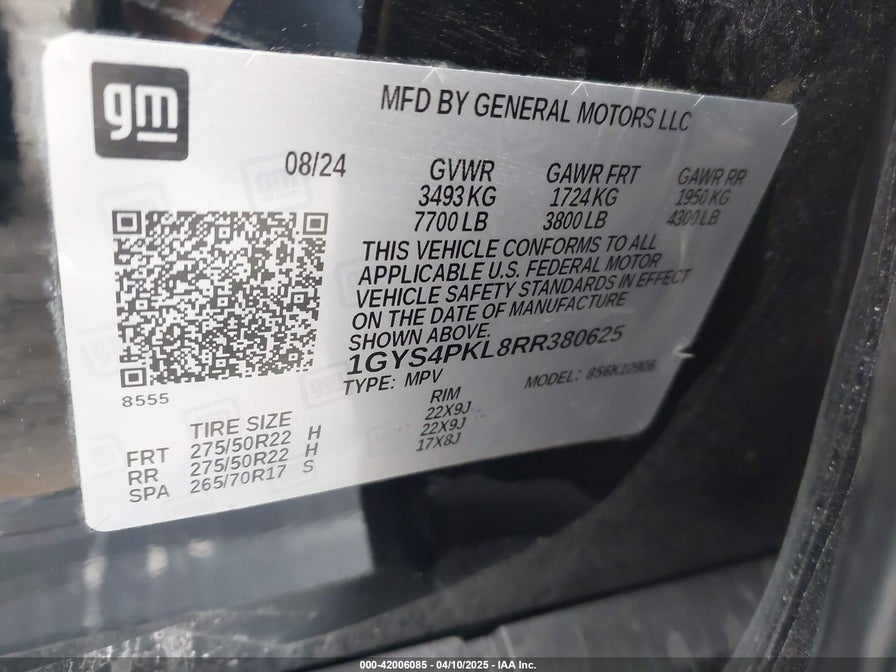 gm
MFD BY GENERAL MOTORS LLC
08/24 GVWR GAWR FRT GAWR RR
3493 KG 1724 KG 1950 KG
7700 LB 3800 LB 4300 LB
THIS VEHICLE CONFORMS TO ALL
APPLICABLE U.S. FEDERAL MOTOR
VEHICLE SAFETY STANDARDS IN EFFECT
ON THE DATE OF MANUFACTURE
SHOWN ABOVE.
1GYS4PKL8RR380625
TYPE: MPV MODEL: 856K10906
8555
TIRE SIZE RIM
FRT 275/50R22 H 22X9J
RR 275/50R22 H 22X9J
SPA 265/70R17 S 17X8J
000-42006085 - 04/10/2025 - IAA Inc.